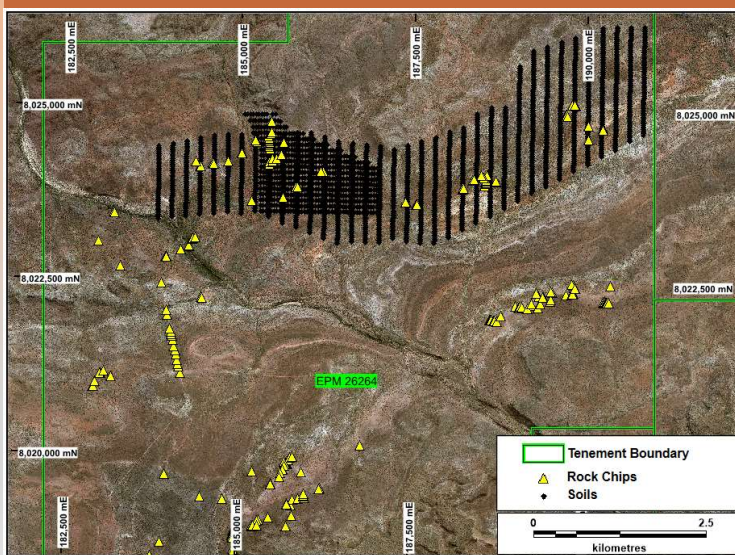 182,500 mE
185,000 mE
187,500 mE
190,000 mE
8,025,000 mN
8,025,000 mN
8,022,500 mN
8,022,500 mN
EPM 26264
8,020,000 mN
182,500 mE
185,000 mE
187,500 mE
Tenement Boundary
Rock Chips
Soils
0
2.5
kilometres